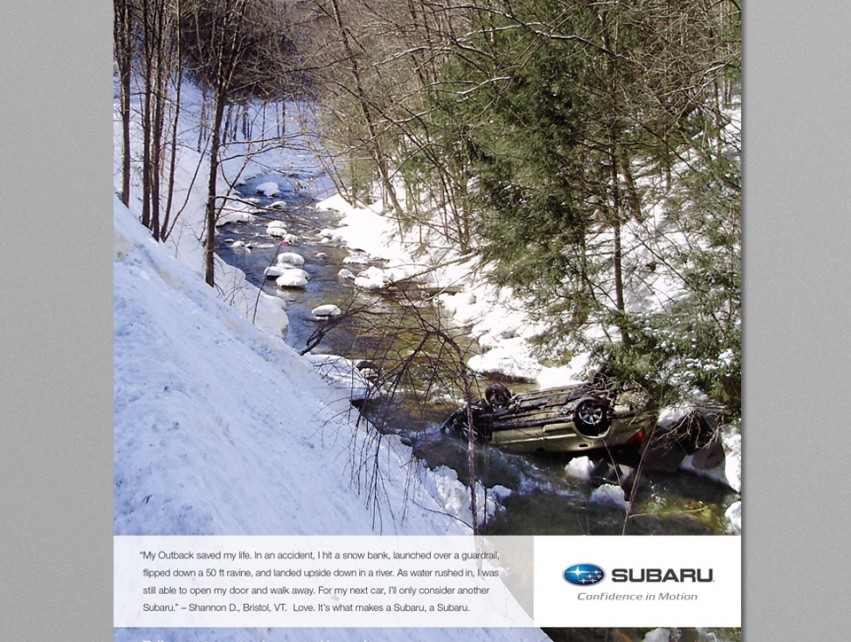 “My Outback saved my life. In an accident, I hit a snow bank, launched over a guardrail,
flipped down a 50 ft ravine, and landed upside down in a river. As water rushed in, I was
still able to open my door and walk away. For my next car, I’ll only consider another
Subaru.” – Shannon D., Bristol, VT.  Love. It’s what makes a Subaru, a Subaru.
SUBARU
Confidence in Motion